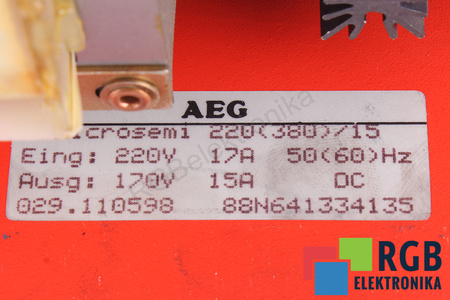 AEG
crosemi 220(380)/15
Eing: 220V 17A 50(60)Hz
Ausg: 170V 15A DC
029.110598 88N641334135
RGB
ELEKTRONIKA